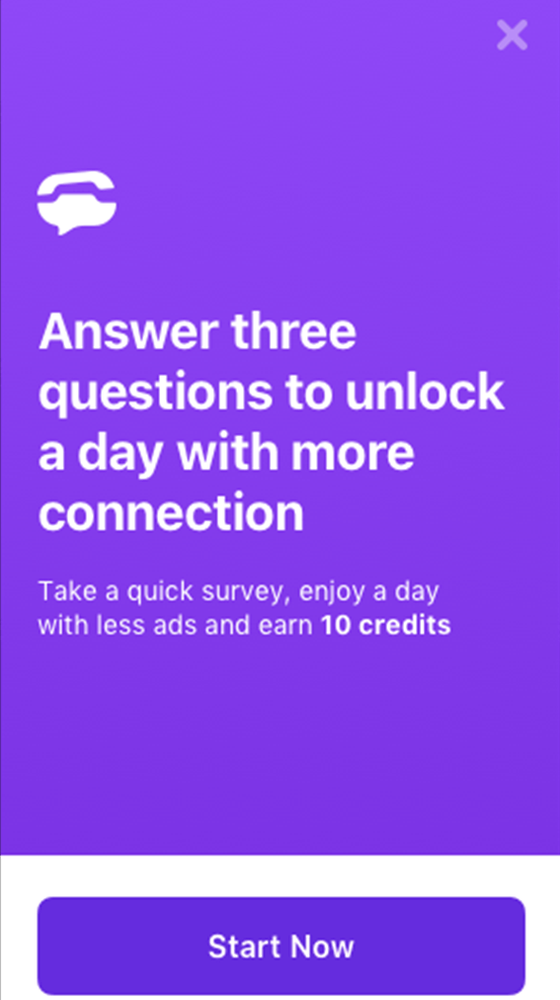 Answer three
questions to unlock
a day with more
connection
Take a quick survey, enjoy a day
with less ads and earn 10 credits
Start Now